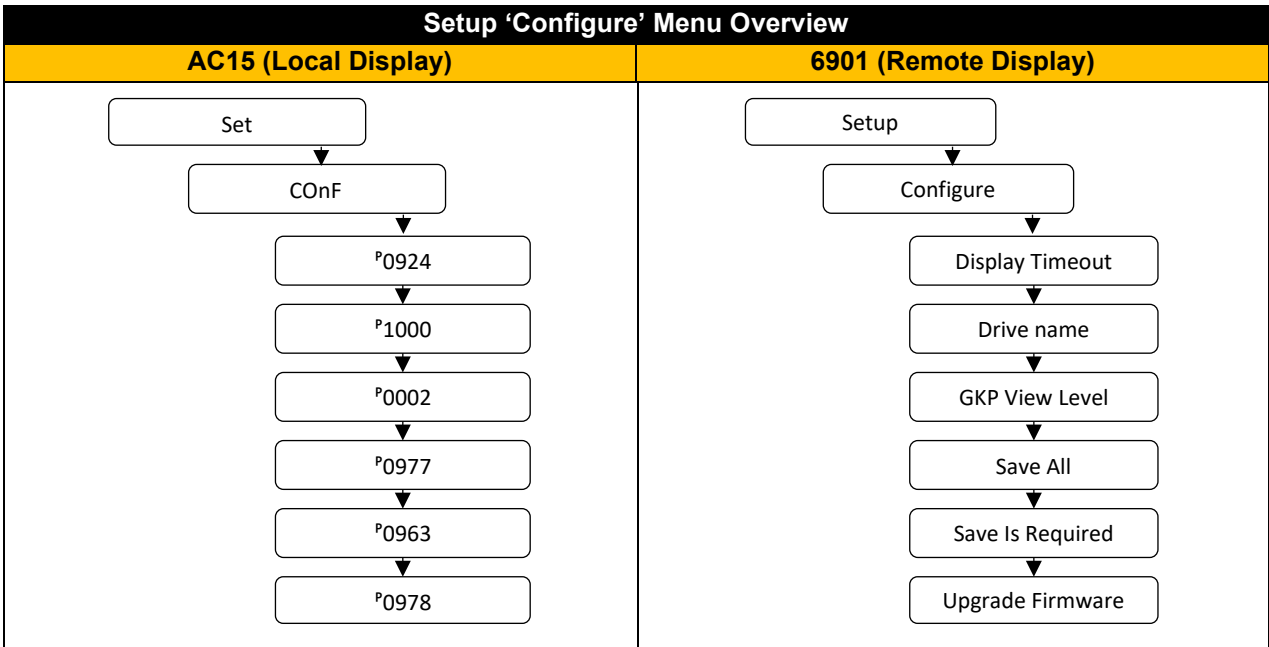 Setup ‘Configure’ Menu Overview
AC15 (Local Display)
6901 (Remote Display)
Set
COnF
ᴾ0924
ᴾ1000
ᴾ0002
ᴾ0977
ᴾ0963
ᴾ0978
Setup
Configure
Display Timeout
Drive name
GKP View Level
Save All
Save Is Required
Upgrade Firmware